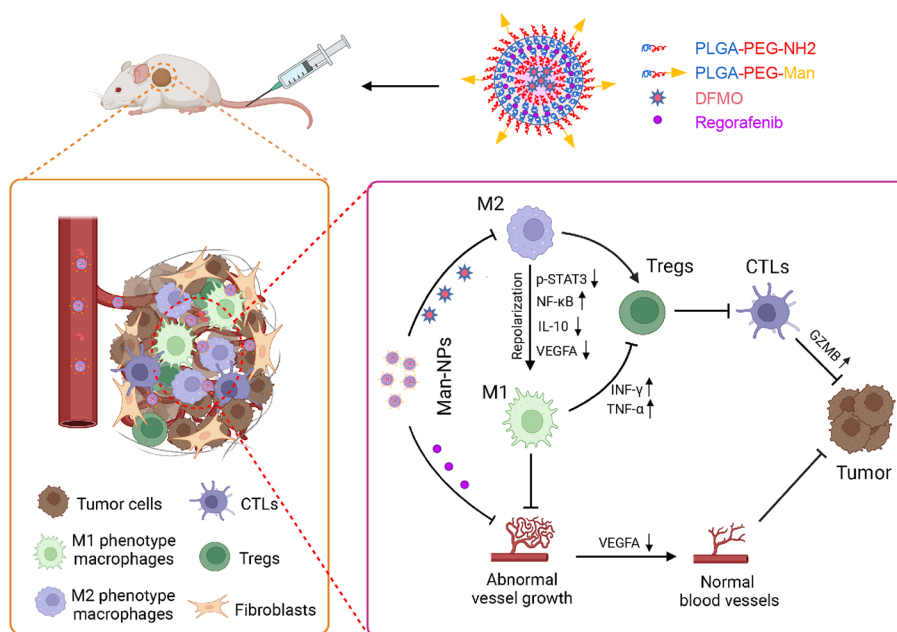 PLGA-PEG-NH2
PLGA-PEG-Man
DFMO
Regorafenib
Tumor cells
CTLs
M1 phenotype
macrophages
Tregs
M2 phenotype
macrophages
Fibroblasts
M2
Tregs
CTLs
p-STAT3
NF-κB
IL-10
VEGFA
Repolarization
Man-NPs
GZMB
M1
INF-γ
TNF-α
Tumor
VEGFA
Abnormal
vessel growth
Normal
blood vessels